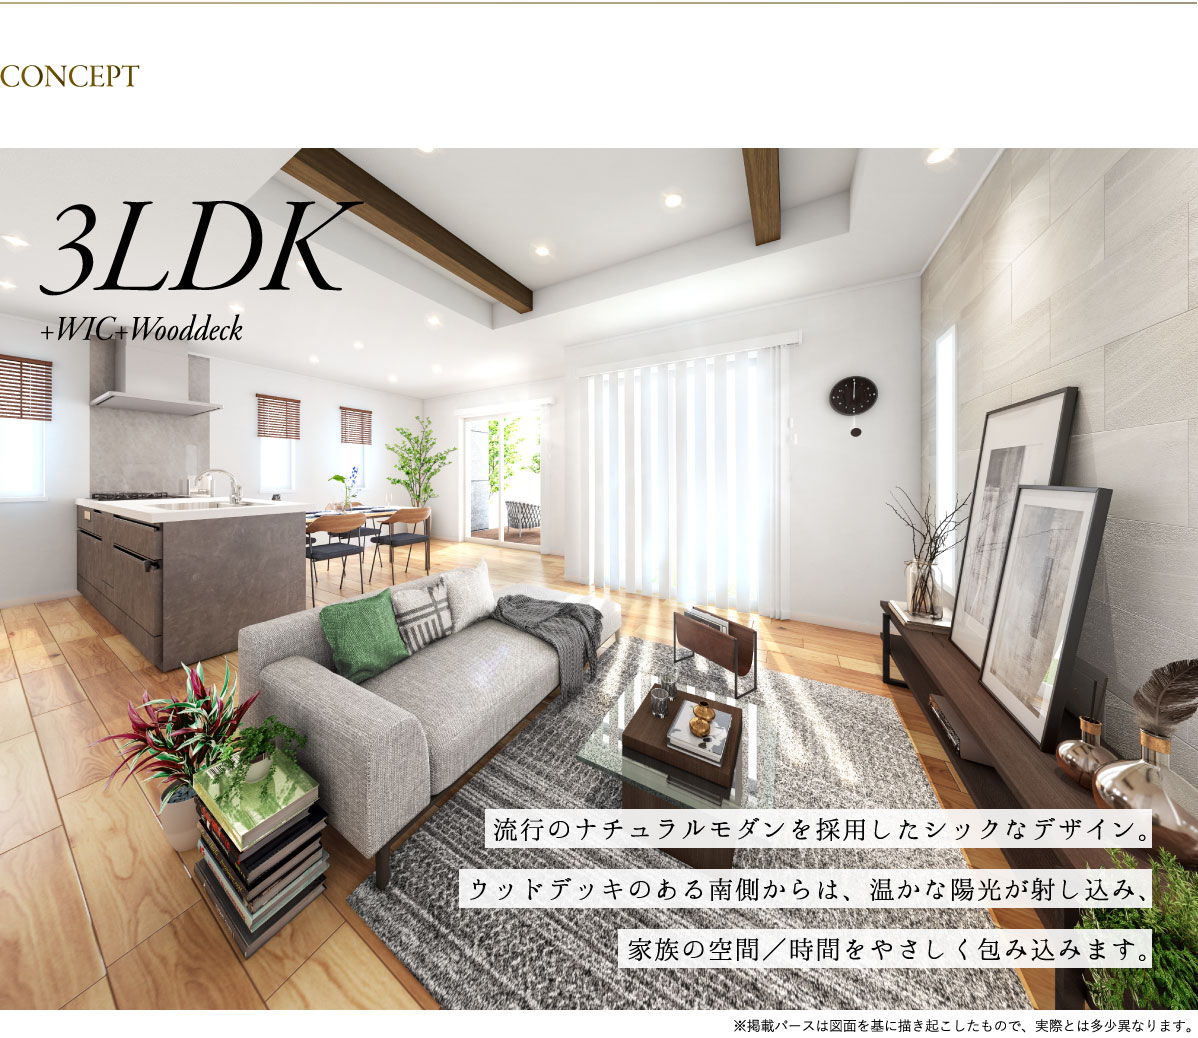 CONCEPT
3LDK
+WIC+Wooddeck
流行のナチュラルモダンを採用したシックなデザイン。
ウッドデッキのある南側からは、温かな陽光が射し込み、
家族の空間／時間をやさしく包み込みます。
※掲載パースは図面を基に描き起こしたもので、実際とは多少異なります。